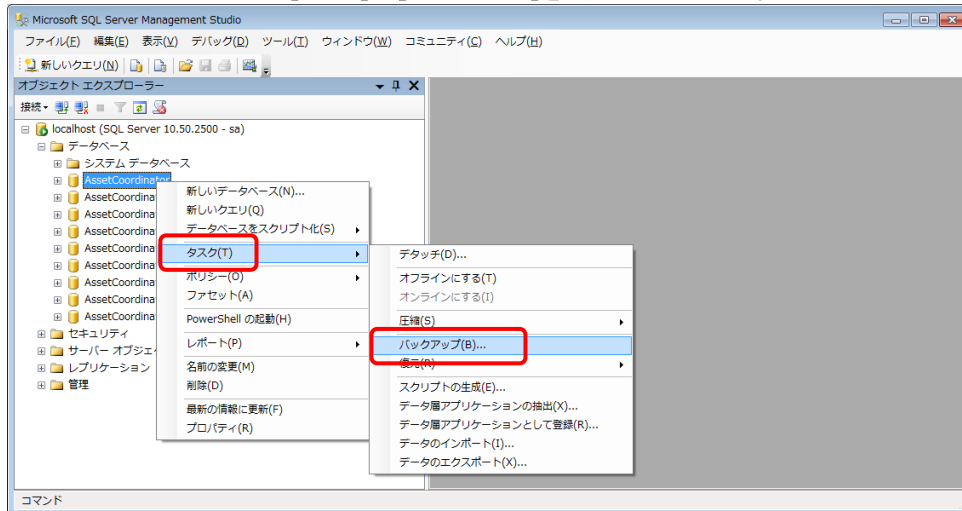 Microsoft SQL Server Management Studio
ファイル(F) 編集(E) 表示(V) デバッグ(D) ツール(T) ウィンドウ(W) コミュニティ(C) ヘルプ(H)
新しいクエリ(N)
オブジェクト エクスプローラー
接続
localhost (SQL Server 10.50.2500 - sa)
データベース
システム データベース
AssetCoordinator
AssetCoordina
AssetCoordina
AssetCoordina
AssetCoordina
AssetCoordina
AssetCoordina
AssetCoordina
AssetCoordina
セキュリティ
サーバー オブジェ
レプリケーション
管理
新しいデータベース(N)...
新しいクエリ(Q)
データベースをスクリプト化(S)
タスク(T)
ポリシー(O)
ファセット(A)
PowerShell の起動(H)
レポート(P)
名前の変更(M)
削除(D)
最新の情報に更新(F)
プロパティ(R)
デタッチ(D)...
オフラインにする(T)
オンラインにする(I)
圧縮(S)
バックアップ(B)...
復元(R)
スクリプトの生成(E)...
データ層アプリケーションの抽出(X)...
データ層アプリケーションとして登録(R)...
データのインポート(I)...
データのエクスポート(X)...
コマンド